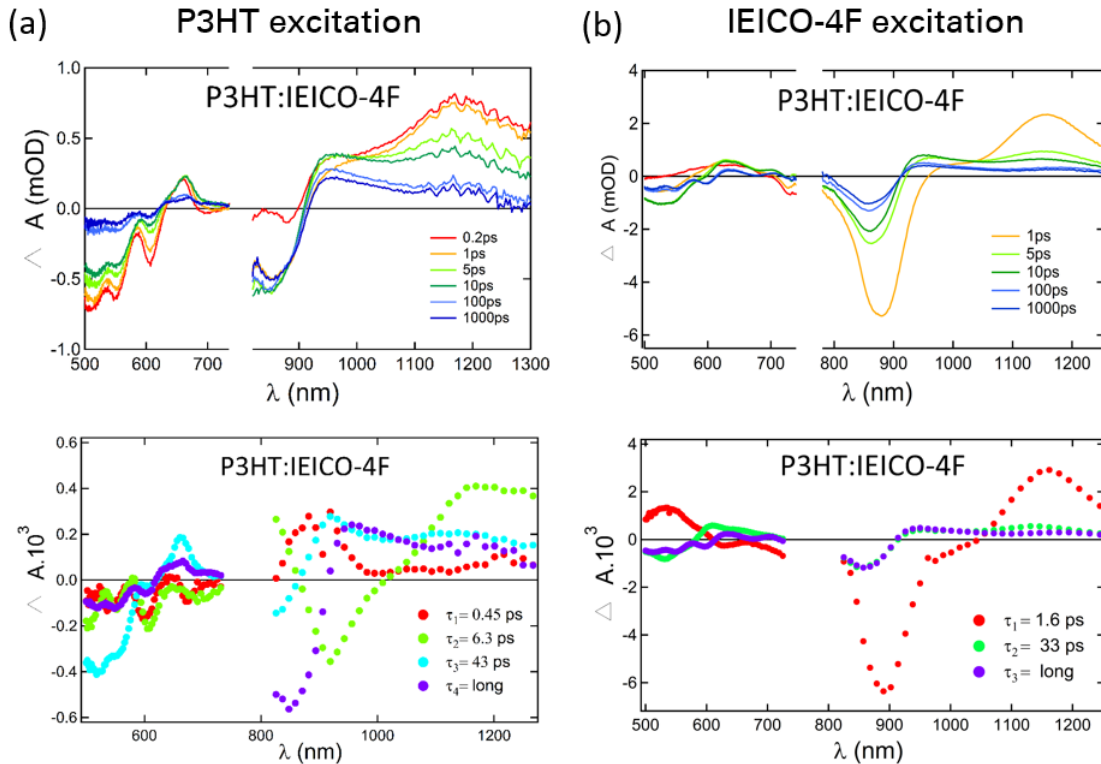 (a) P3HT excitation
1.0
0.5
0.0
-0.5
-1.0
A (mOD)
P3HT:IEICO-4F
0.2ps
1ps
5ps
10ps
100ps
1000ps
500 600 700 900 1000 1100 1200 1300
λ (nm)
(b) IEICO-4F excitation
4
2
0
-2
-4
-6
△ A (mOD)
P3HT:IEICO-4F
1ps
5ps
10ps
100ps
1000ps
500 600 700 800 900 1000 1100 1200
λ (nm)
0.6
0.4
0.2
0.0
-0.2
-0.4
-0.6
A.10³
P3HT:IEICO-4F
τ₁= 0.45 ps
τ₂= 6.3 ps
τ₃= 43 ps
τ₄= long
600 800 1000 1200
λ (nm)
4
2
0
-2
-4
-6
△ A.10³
P3HT:IEICO-4F
τ₁= 1.6 ps
τ₂= 33 ps
τ₃= long
500 600 700 800 900 1000 1100 1200
λ (nm)